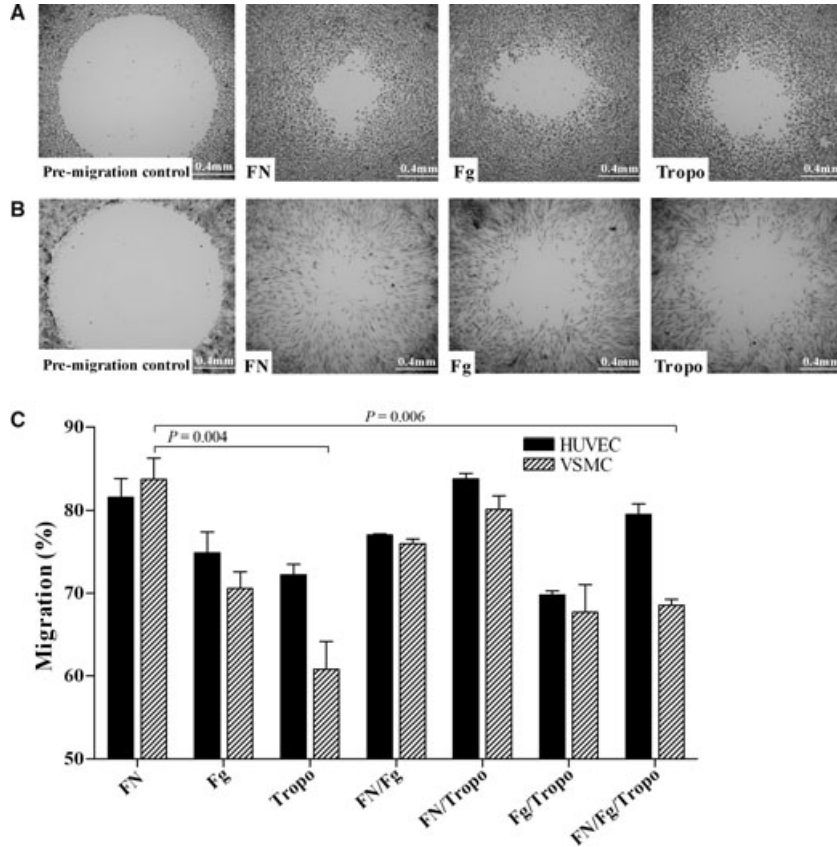 A
Pre-migration control 0.4mm
FN 0.4mm
Fg 0.4mm
Tropo 0.4mm
B
Pre-migration control 0.4mm
FN 0.4mm
Fg 0.4mm
Tropo 0.4mm
C
P = 0.006
P = 0.004
HUVEC
VSMC
Migration (%)
90
80
70
60
50
FN
Fg
Tropo
FN/Fg
FN/Tropo
Fg/Tropo
FN/Fg/Tropo